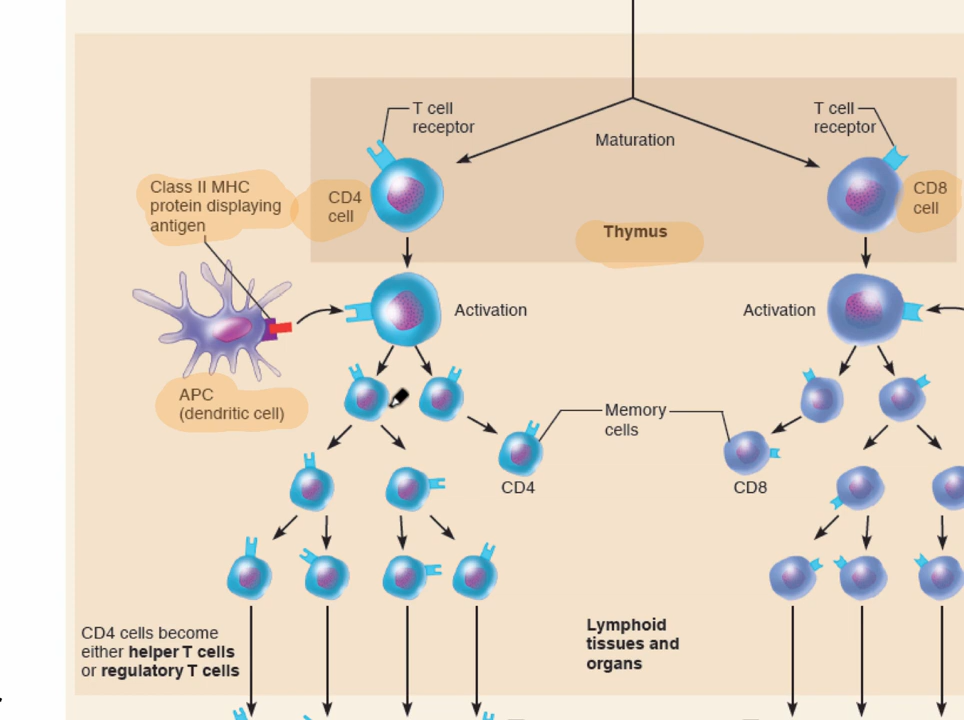 T cell
receptor
T cell
receptor
Maturation
Class II MHC
protein displaying
antigen
CD4
cell
CD8
cell
Thymus
Activation
Activation
APC
(dendritic cell)
Memory
cells
CD4
CD8
CD4 cells become
either helper T cells
or regulatory T cells
Lymphoid
tissues and
organs